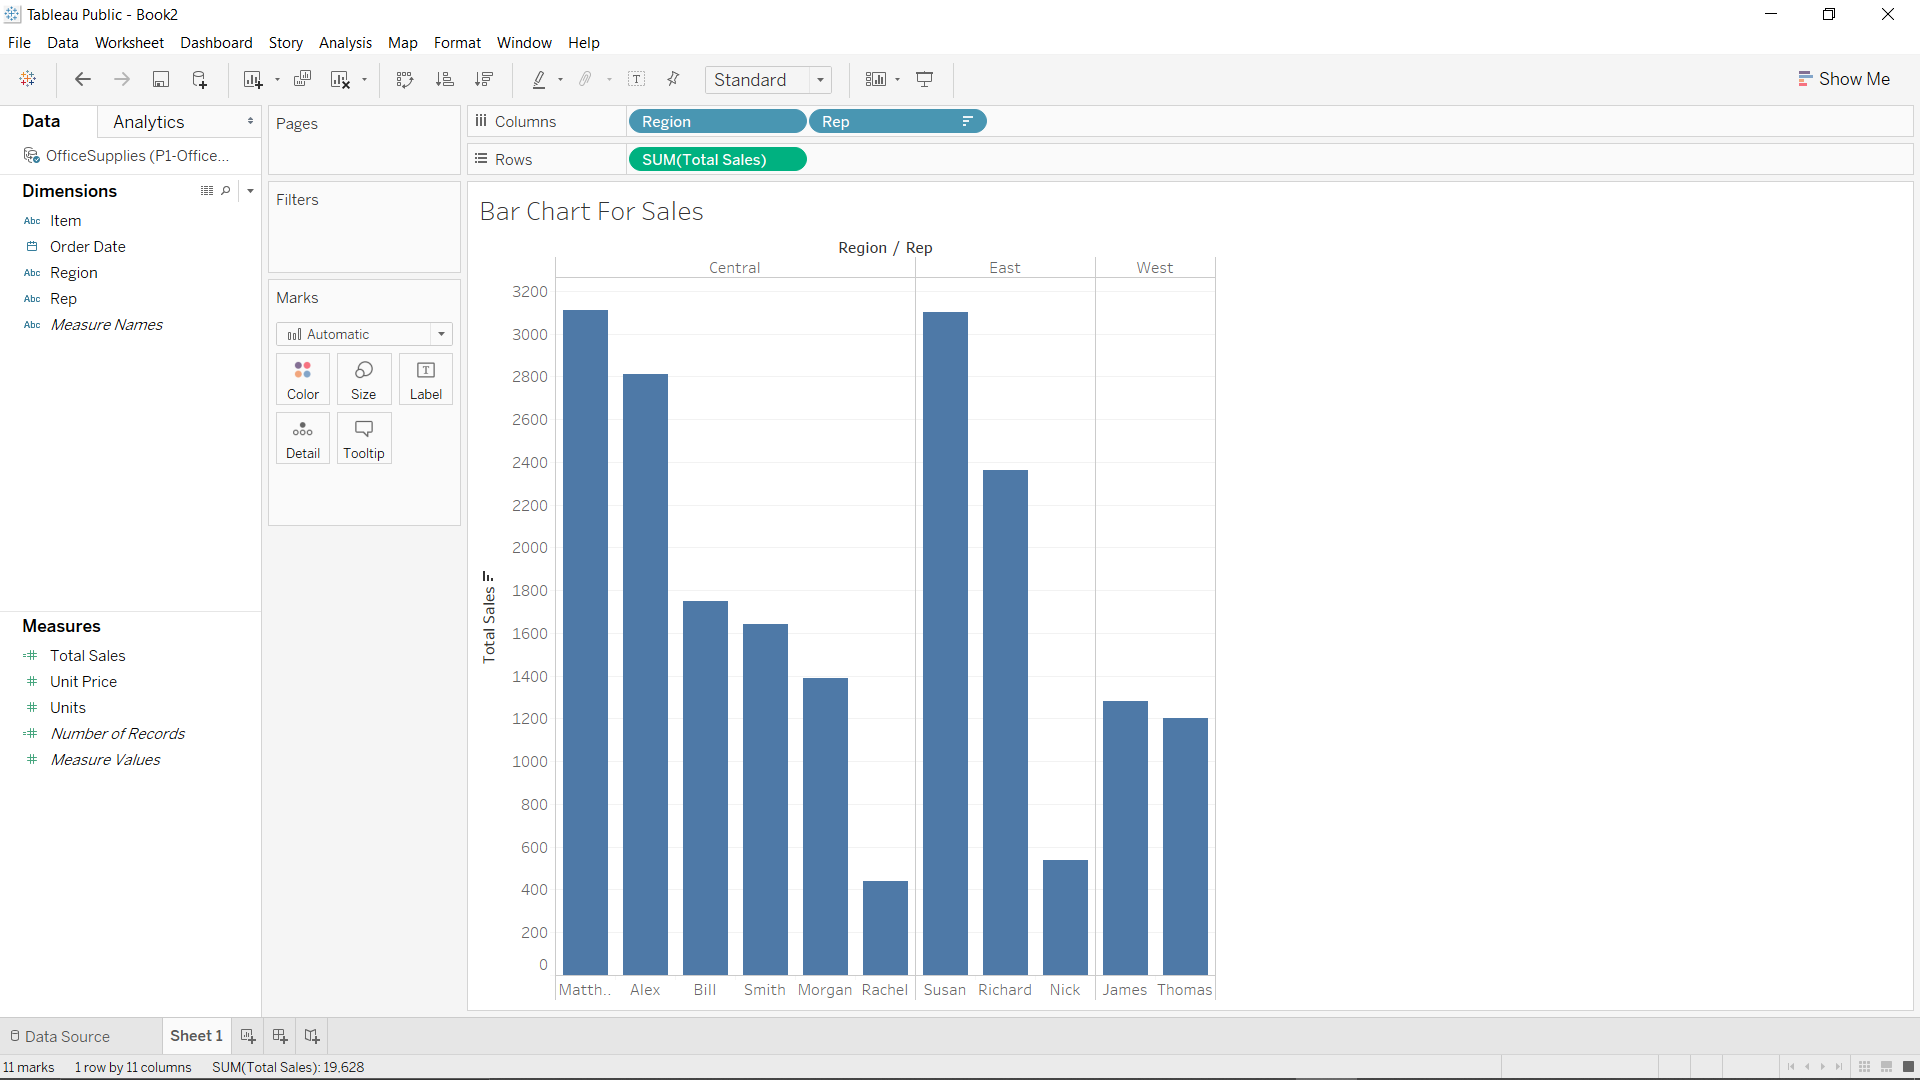 Tableau Public - Book2
File Data Worksheet Dashboard Story Analysis Map Format Window Help
T
Standard
Show Me
Data
Analytics
OfficeSupplies (P1-Office...
Dimensions
Abc Item
Order Date
Abc Region
Abc Rep
Abc Measure Names
Measures
Total Sales
Unit Price
Units
Number of Records
Measure Values
Pages
Filters
Marks
Automatic
Color Size Label
Detail Tooltip
Columns Region Rep
Rows SUM(Total Sales)
Bar Chart For Sales
Region / Rep
Central East West
Total Sales
3200
3000
2800
2600
2400
2200
2000
1800
1600
1400
1200
1000
800
600
400
200
0
Matth.. Alex Bill Smith Morgan Rachel Susan Richard Nick James Thomas
Data Source
Sheet 1
11 marks 1 row by 11 columns SUM(Total Sales): 19,628